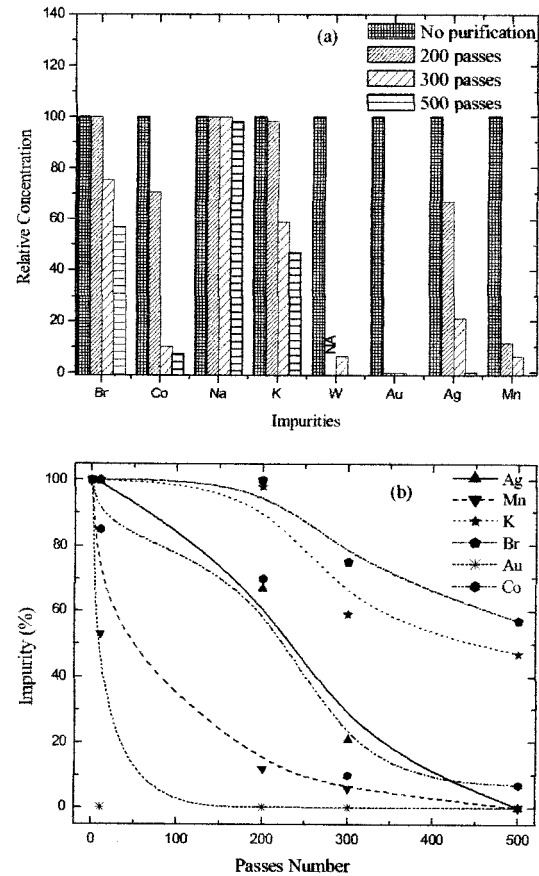 (a)
No purification
200 passes
300 passes
500 passes
140
120
100
80
60
40
20
0
Relative Concentration
NA
Br Co Na K W Au Ag Mn
Impurities
(b)
Ag
Mn
K
Br
Au
Co
100
80
60
40
20
0
Impurity (%)
0 100 200 300 400 500
Passes Number